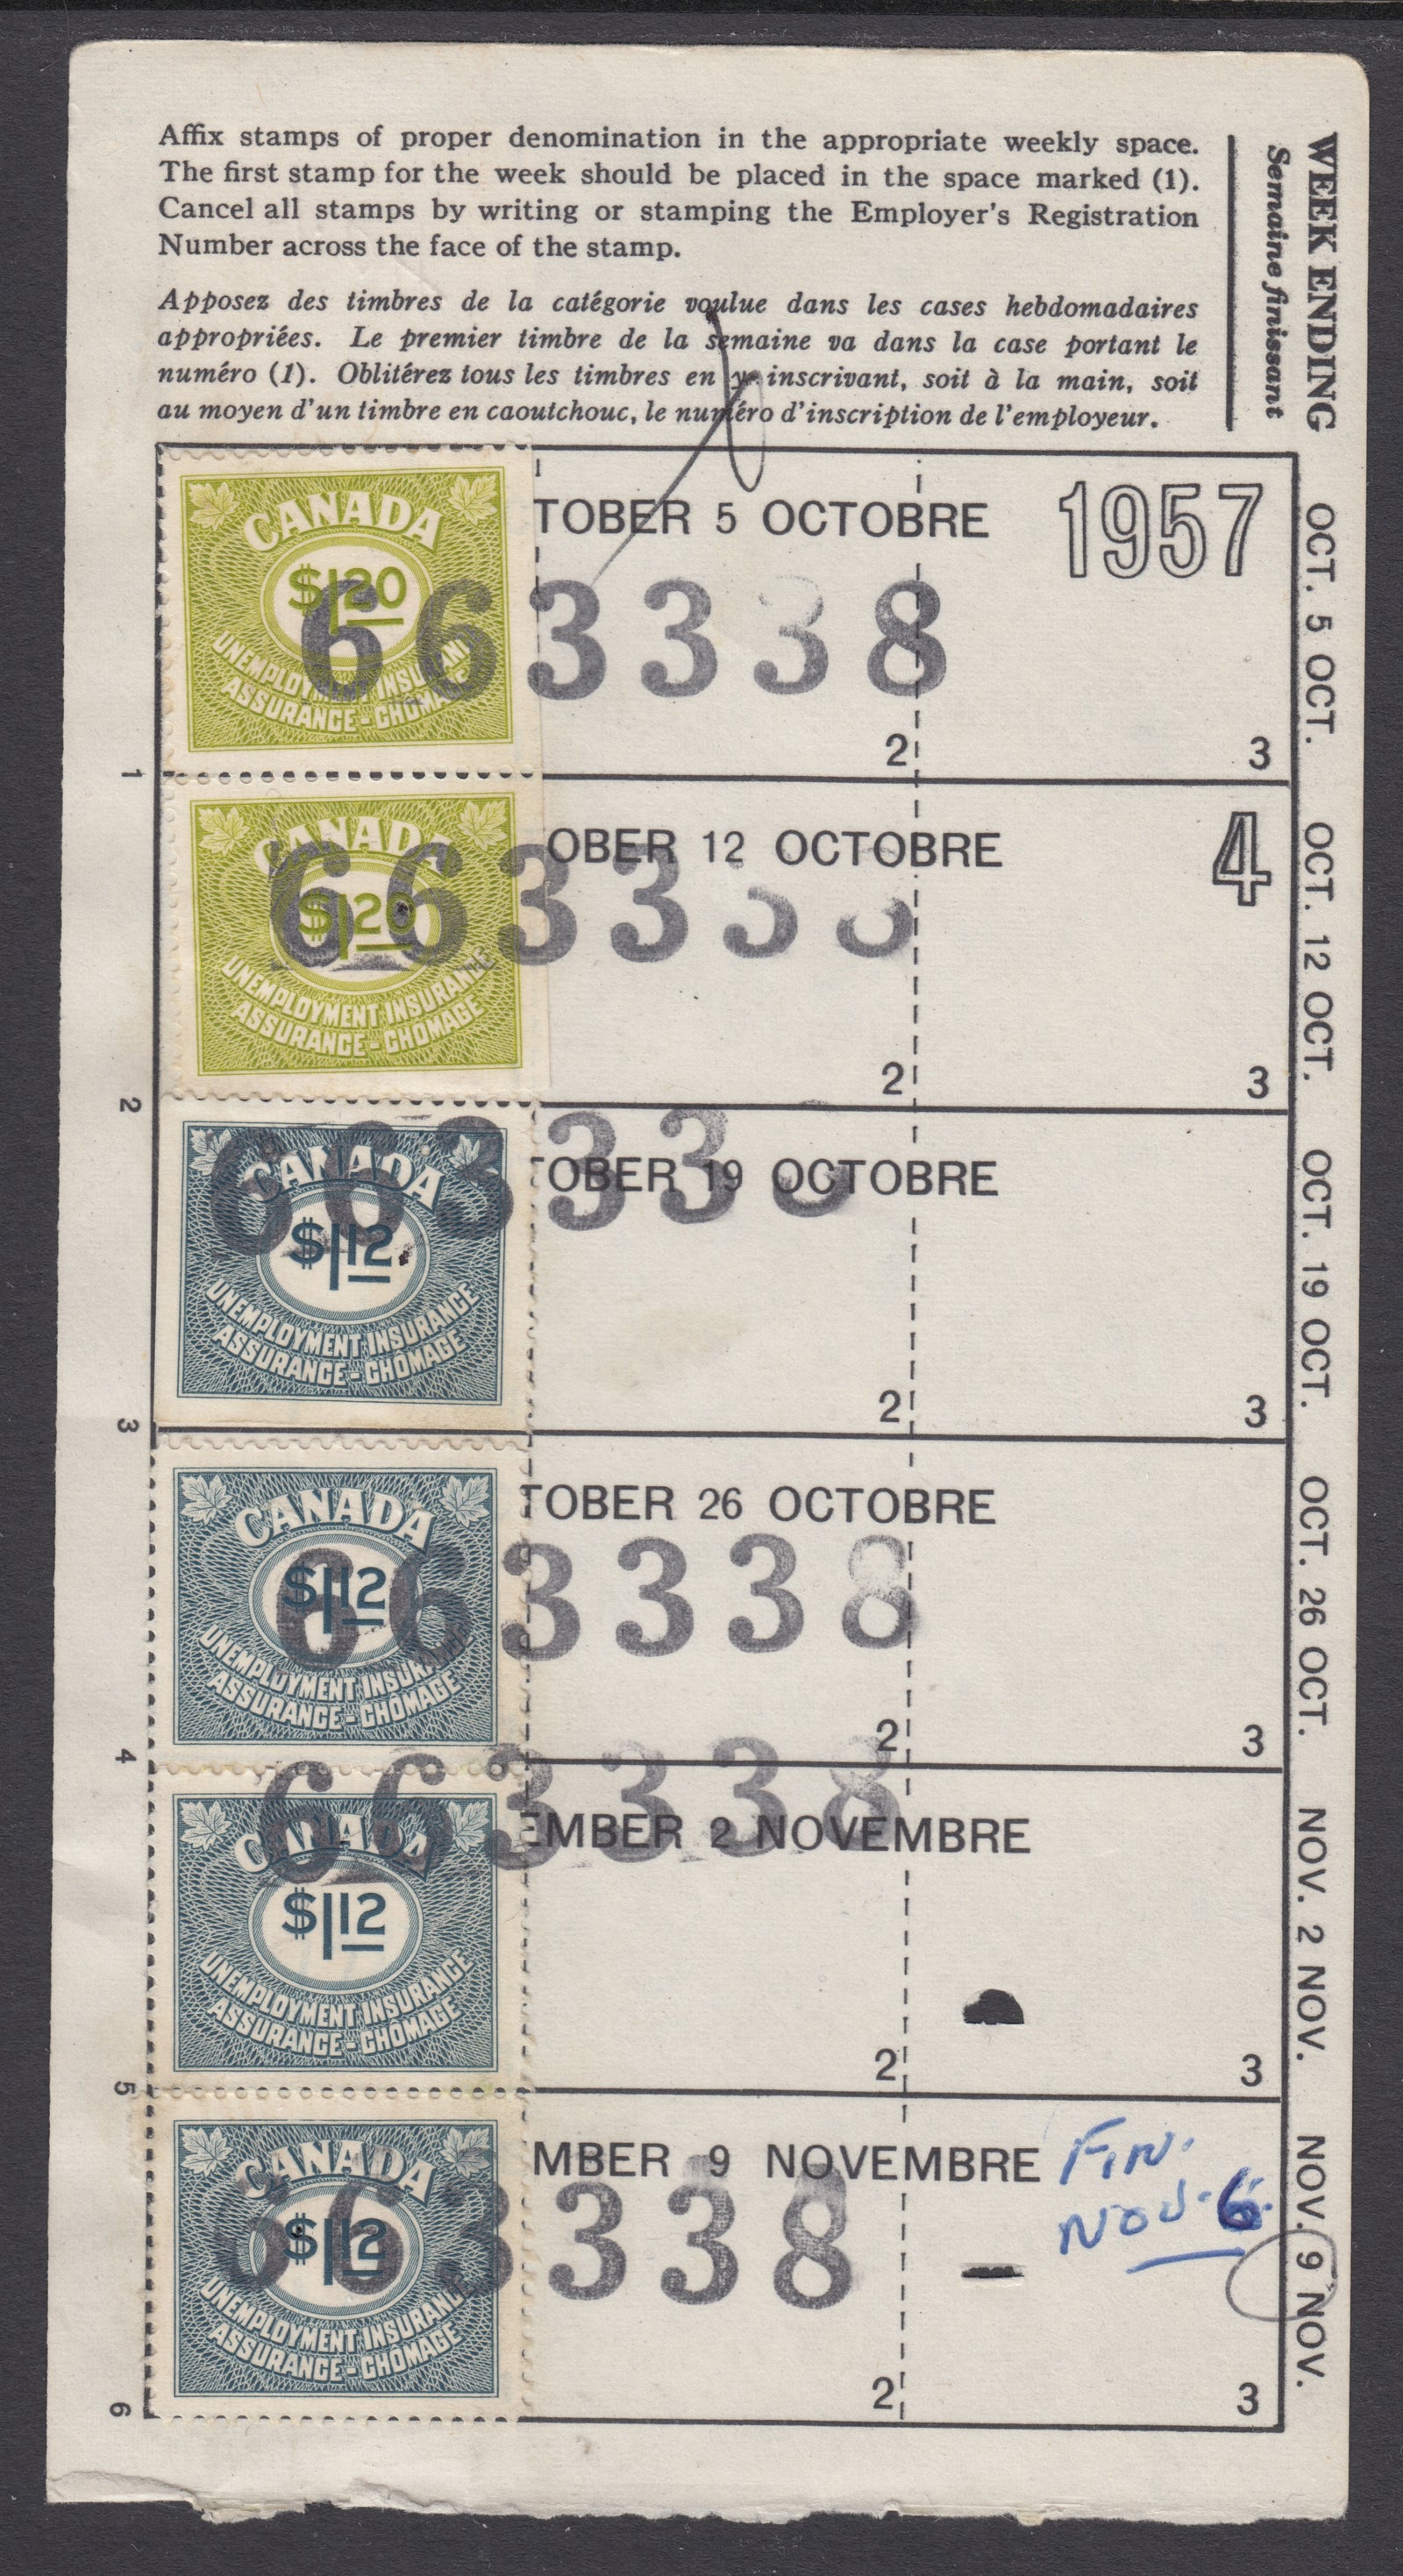 Affix stamps of proper denomination in the appropriate weekly space.
The first stamp for the week should be placed in the space marked (1).
Cancel all stamps by writing or stamping the Employer's Registration
Number across the face of the stamp.
Apposez des timbres de la catégorie voulue dans les cases hebdomadaires
appropriées. Le premier timbre de la semaine va dans la case portant le
numéro (1). Oblitérez tous les timbres en y inscrivant, soit à la main, soit
au moyen d'un timbre en caoutchouc, le numéro d'inscription de l'employeur.
WEEK ENDING
Semaine finissant
CANADA
$1.20
UNEMPLOYMENT INSURANCE
ASSURANCE-CHÔMAGE
TOBER 5 OCTOBRE
1957
663338
2
3
OCT. 5 OCT.
1
CANADA
$1.20
UNEMPLOYMENT INSURANCE
ASSURANCE-CHÔMAGE
OBER 12 OCTOBRE
4
6633
2
3
OCT. 12 OCT.
2
CANADA
$1.12
UNEMPLOYMENT INSURANCE
ASSURANCE-CHÔMAGE
TOBER 19 OCTOBRE
66333
2
3
OCT. 19 OCT.
3
CANADA
$1.12
UNEMPLOYMENT INSURANCE
ASSURANCE-CHÔMAGE
TOBER 26 OCTOBRE
663338
2
3
OCT. 26 OCT.
4
663338
CANADA
$1.12
UNEMPLOYMENT INSURANCE
ASSURANCE-CHÔMAGE
EMBER 2 NOVEMBRE
2
3
NOV. 2 NOV.
5
CANADA
$1.12
UNEMPLOYMENT INSURANCE
ASSURANCE-CHÔMAGE
MBER 9 NOVEMBRE
FIN.
NOV. 6.
663338
2
3
NOV. 9 NOV.
6